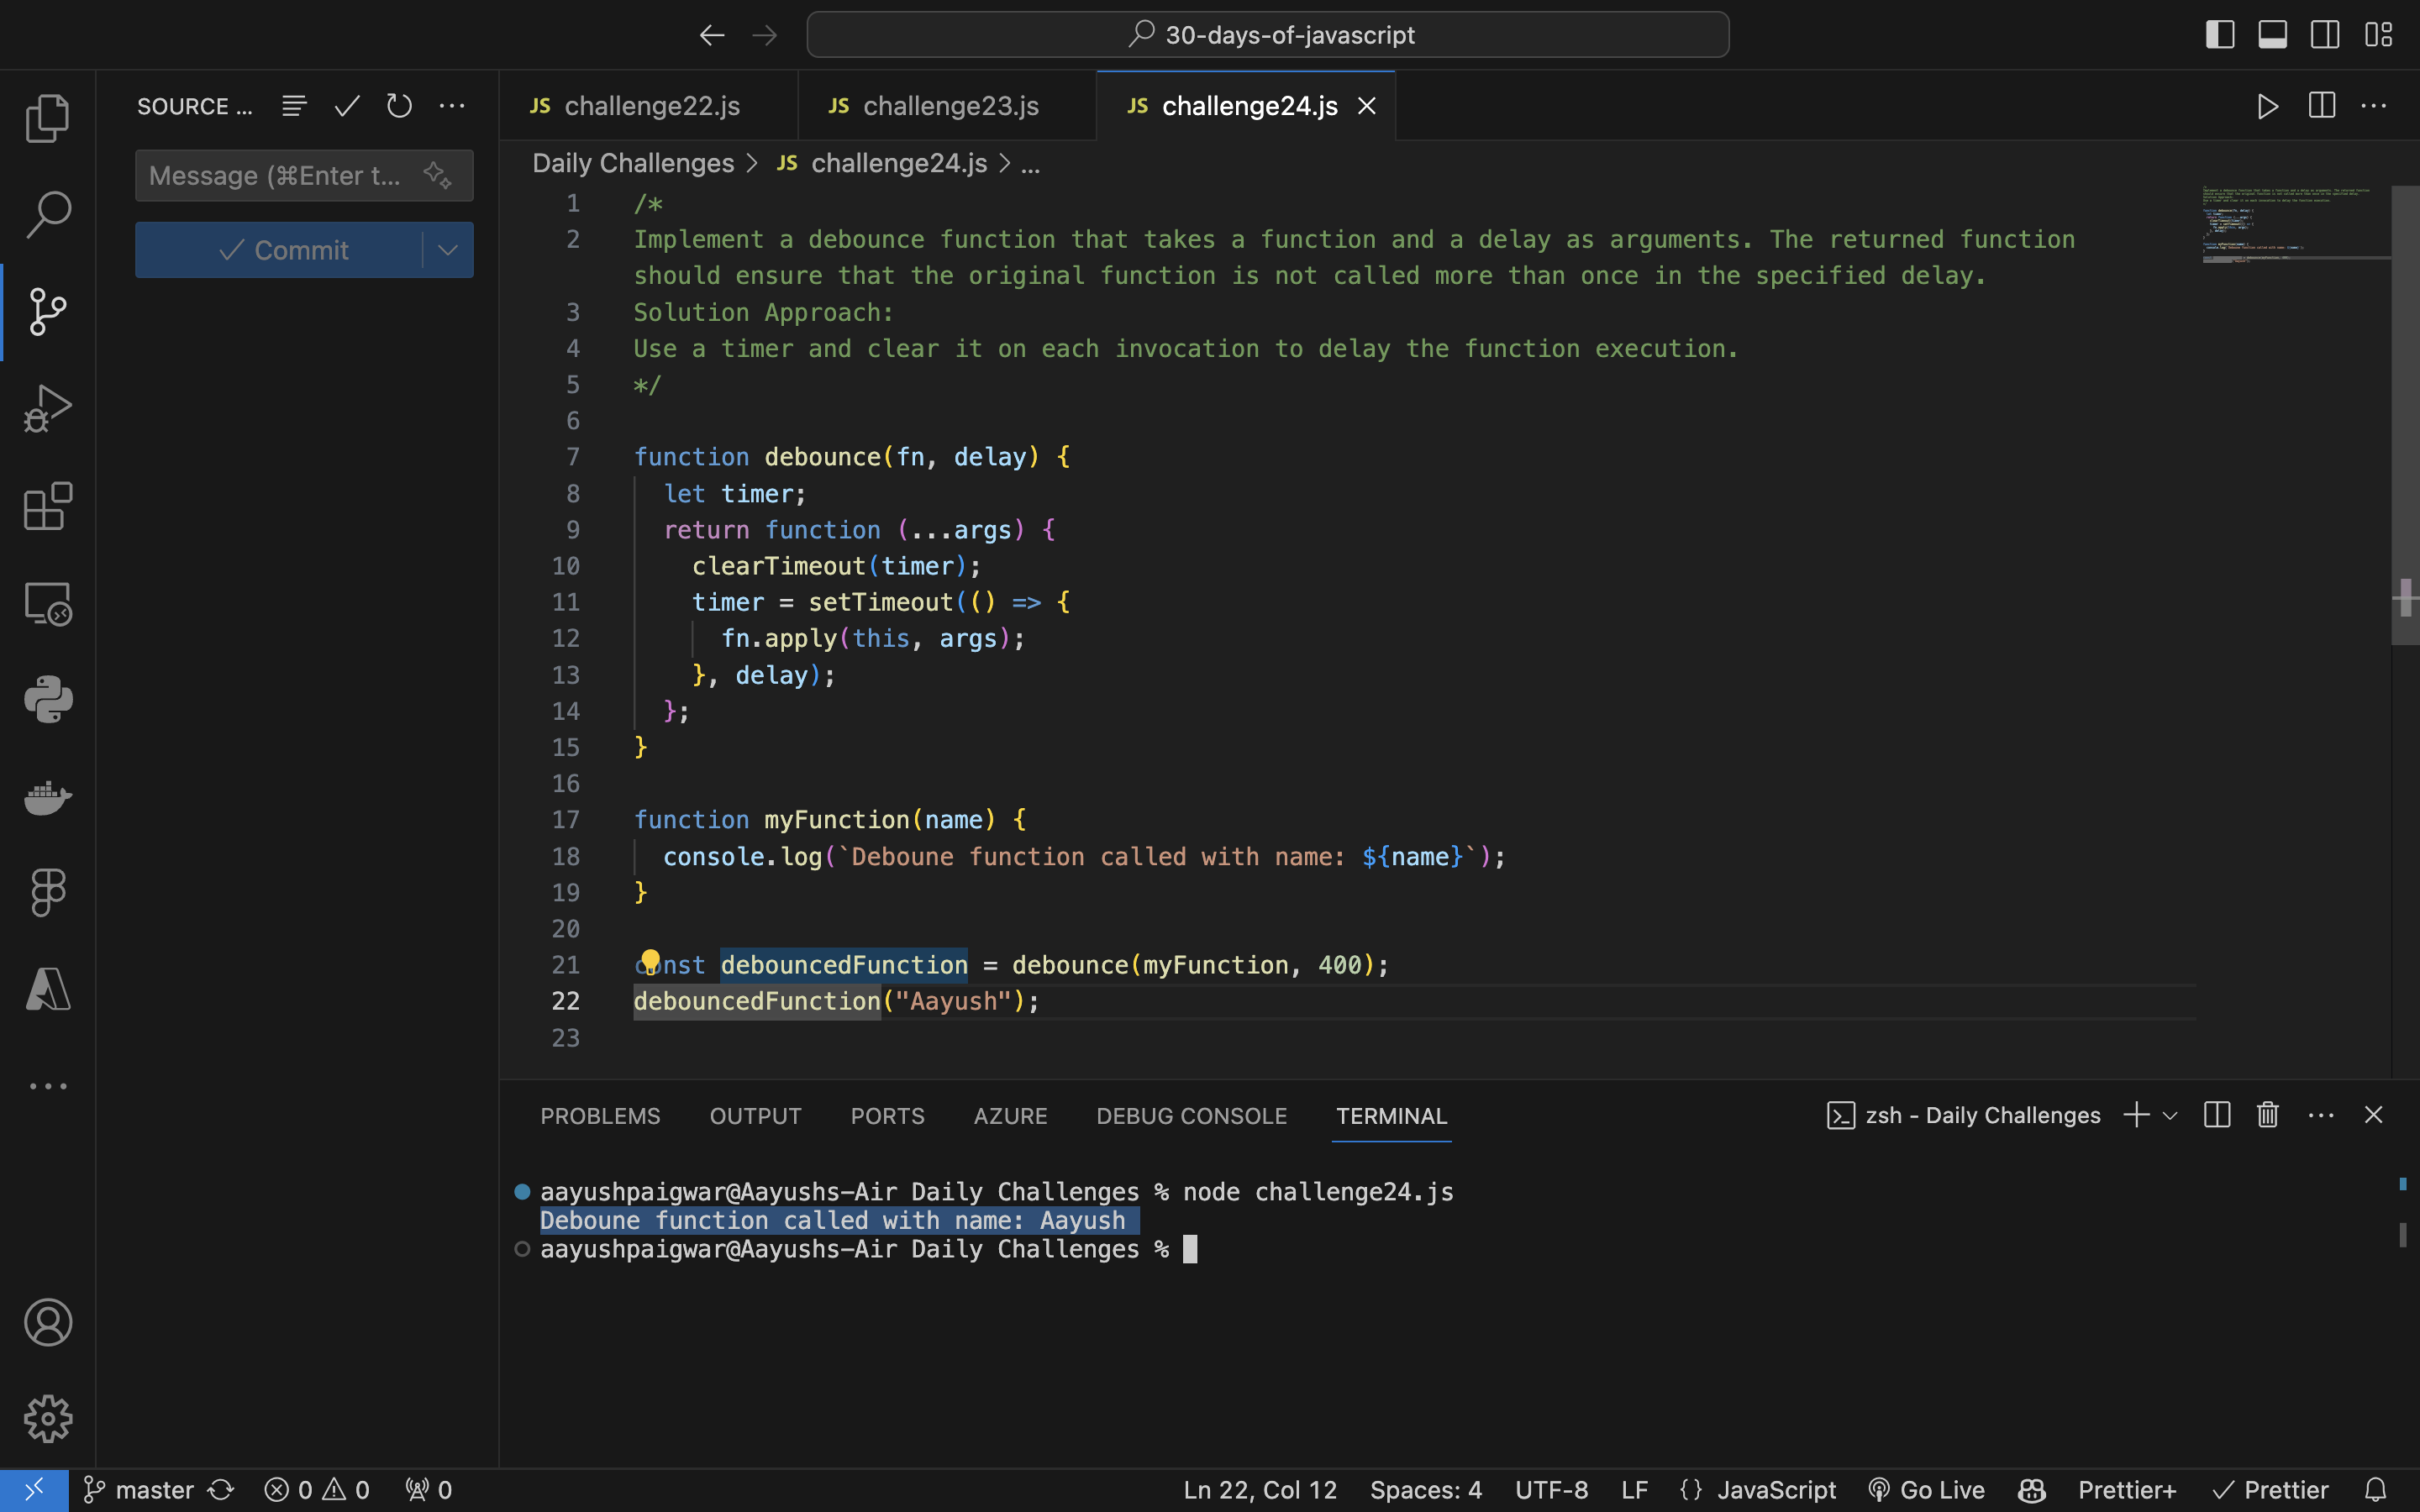 30-days-of-javascript
SOURCE ...
JS challenge22.js
JS challenge23.js
JS challenge24.js
Message (⌘Enter t...
Commit
Daily Challenges > JS challenge24.js > ...
1 /*
2 Implement a debounce function that takes a function and a delay as arguments. The returned function
should ensure that the original function is not called more than once in the specified delay.
3 Solution Approach:
4 Use a timer and clear it on each invocation to delay the function execution.
5 */
6
7 function debounce(fn, delay) {
8 let timer;
9 return function (...args) {
10 clearTimeout(timer);
11 timer = setTimeout(() => {
12 fn.apply(this, args);
13 }, delay);
14 };
15 }
16
17 function myFunction(name) {
18 console.log(`Deboune function called with name: ${name}`);
19 }
20
21 const debouncedFunction = debounce(myFunction, 400);
22 debouncedFunction("Aayush");
23
PROBLEMS OUTPUT PORTS AZURE DEBUG CONSOLE TERMINAL
zsh - Daily Challenges
aayushpaigwar@Aayushs-Air Daily Challenges % node challenge24.js
Deboune function called with name: Aayush
aayushpaigwar@Aayushs-Air Daily Challenges %
master 0 0 0
Ln 22, Col 12 Spaces: 4 UTF-8 LF {} JavaScript Go Live Prettier+ Prettier